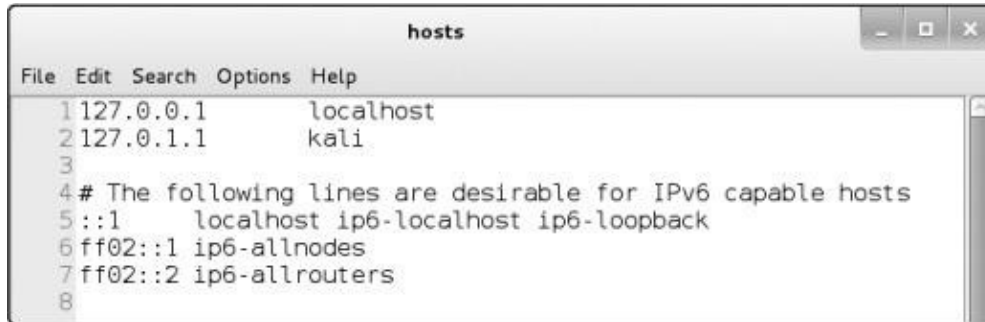 hosts
File Edit Search Options Help
1 127.0.0.1 localhost
2 127.0.1.1 kali
3
4 # The following lines are desirable for IPv6 capable hosts
5 ::1 localhost ip6-localhost ip6-loopback
6 ff02::1 ip6-allnodes
7 ff02::2 ip6-allrouters
8